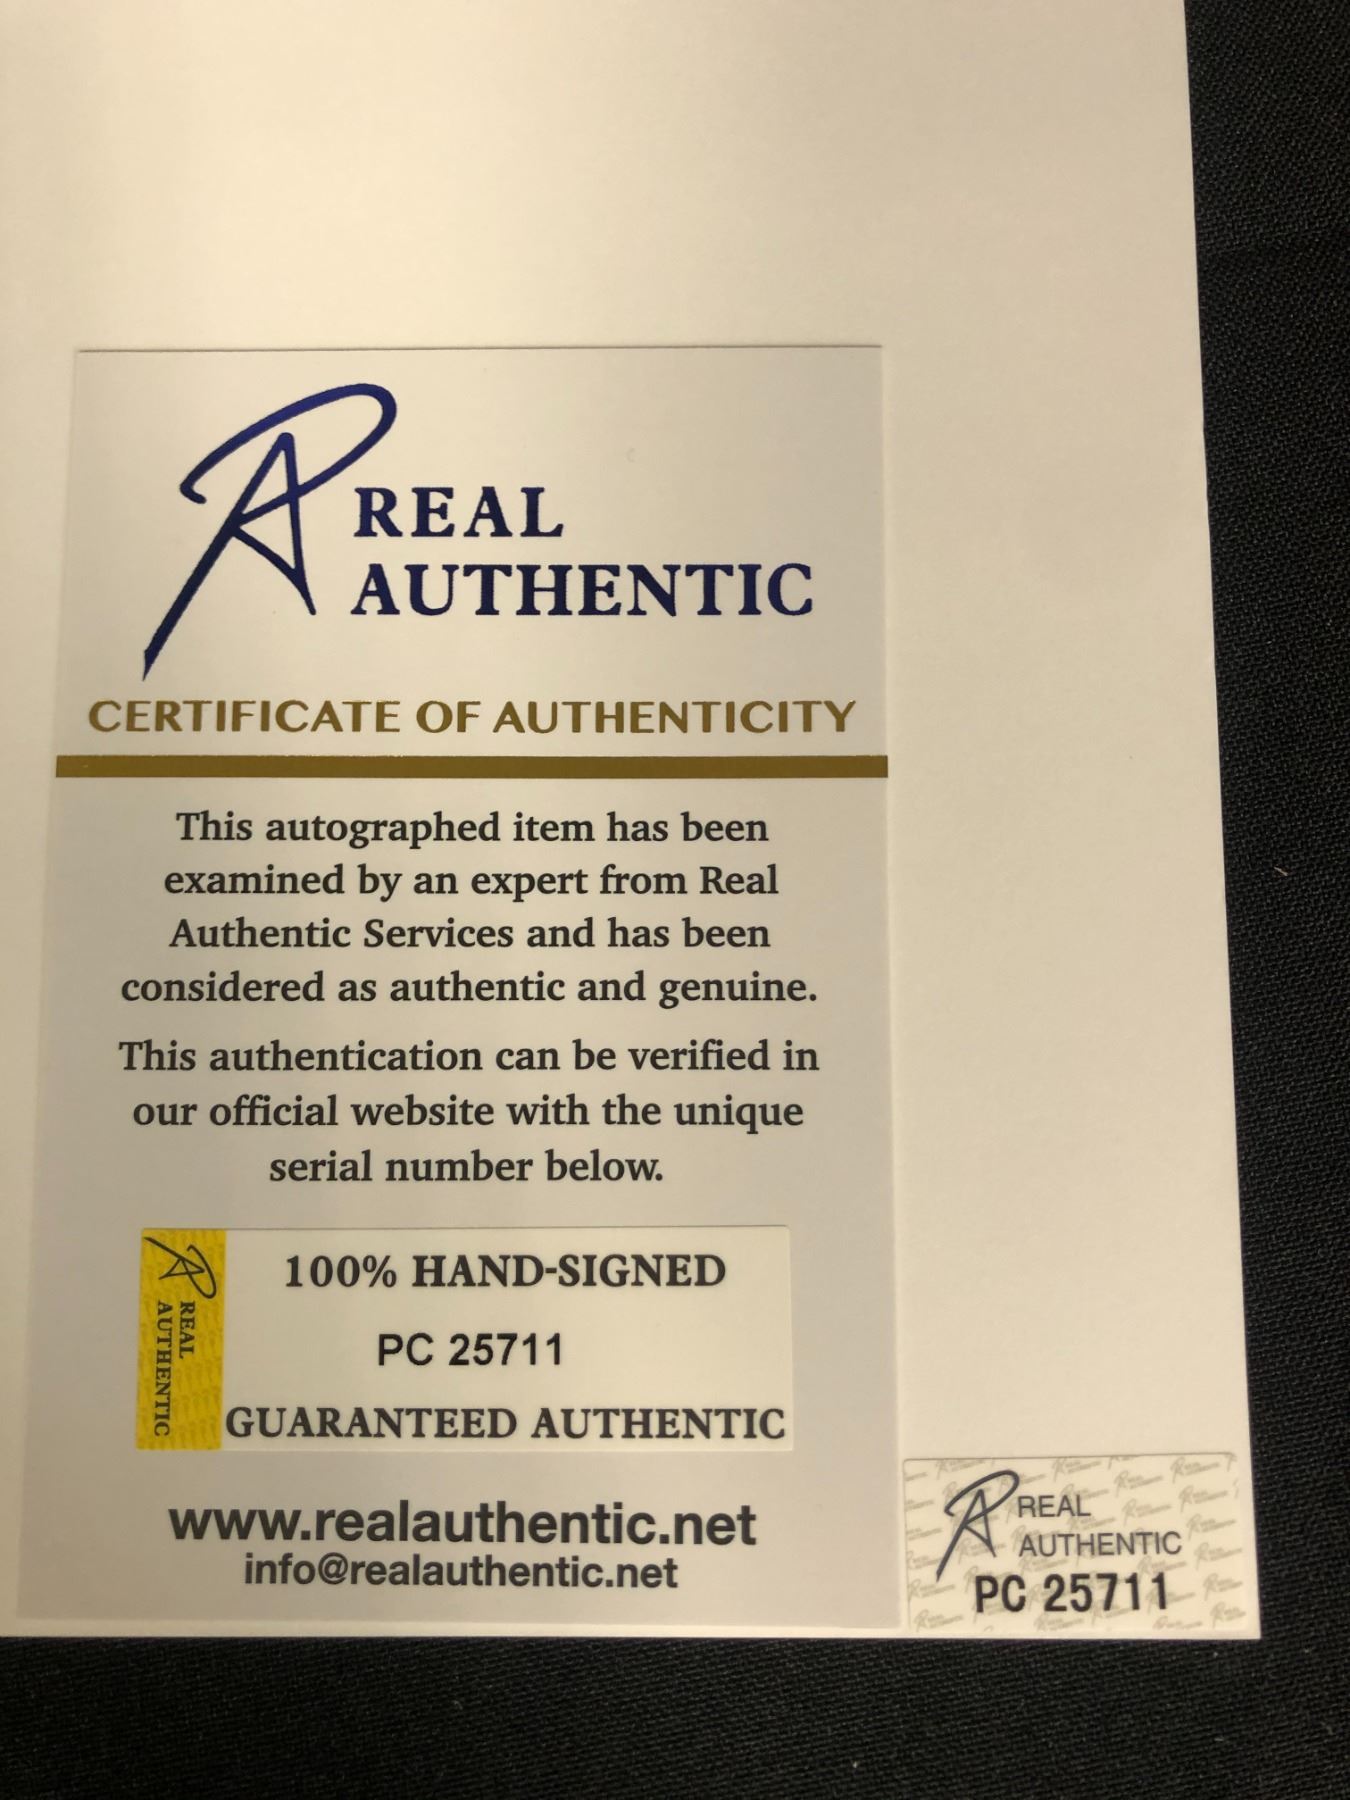 REAL
AUTHENTIC
CERTIFICATE OF AUTHENTICITY
This autographed item has been
examined by an expert from Real
Authentic Services and has been
considered as authentic and genuine.
This authentication can be verified in
our official website with the unique
serial number below.
REAL
AUTHENTIC
100% HAND-SIGNED
PC 25711
GUARANTEED AUTHENTIC
www.realauthentic.net
info@realauthentic.net
REAL
AUTHENTIC
PC 25711